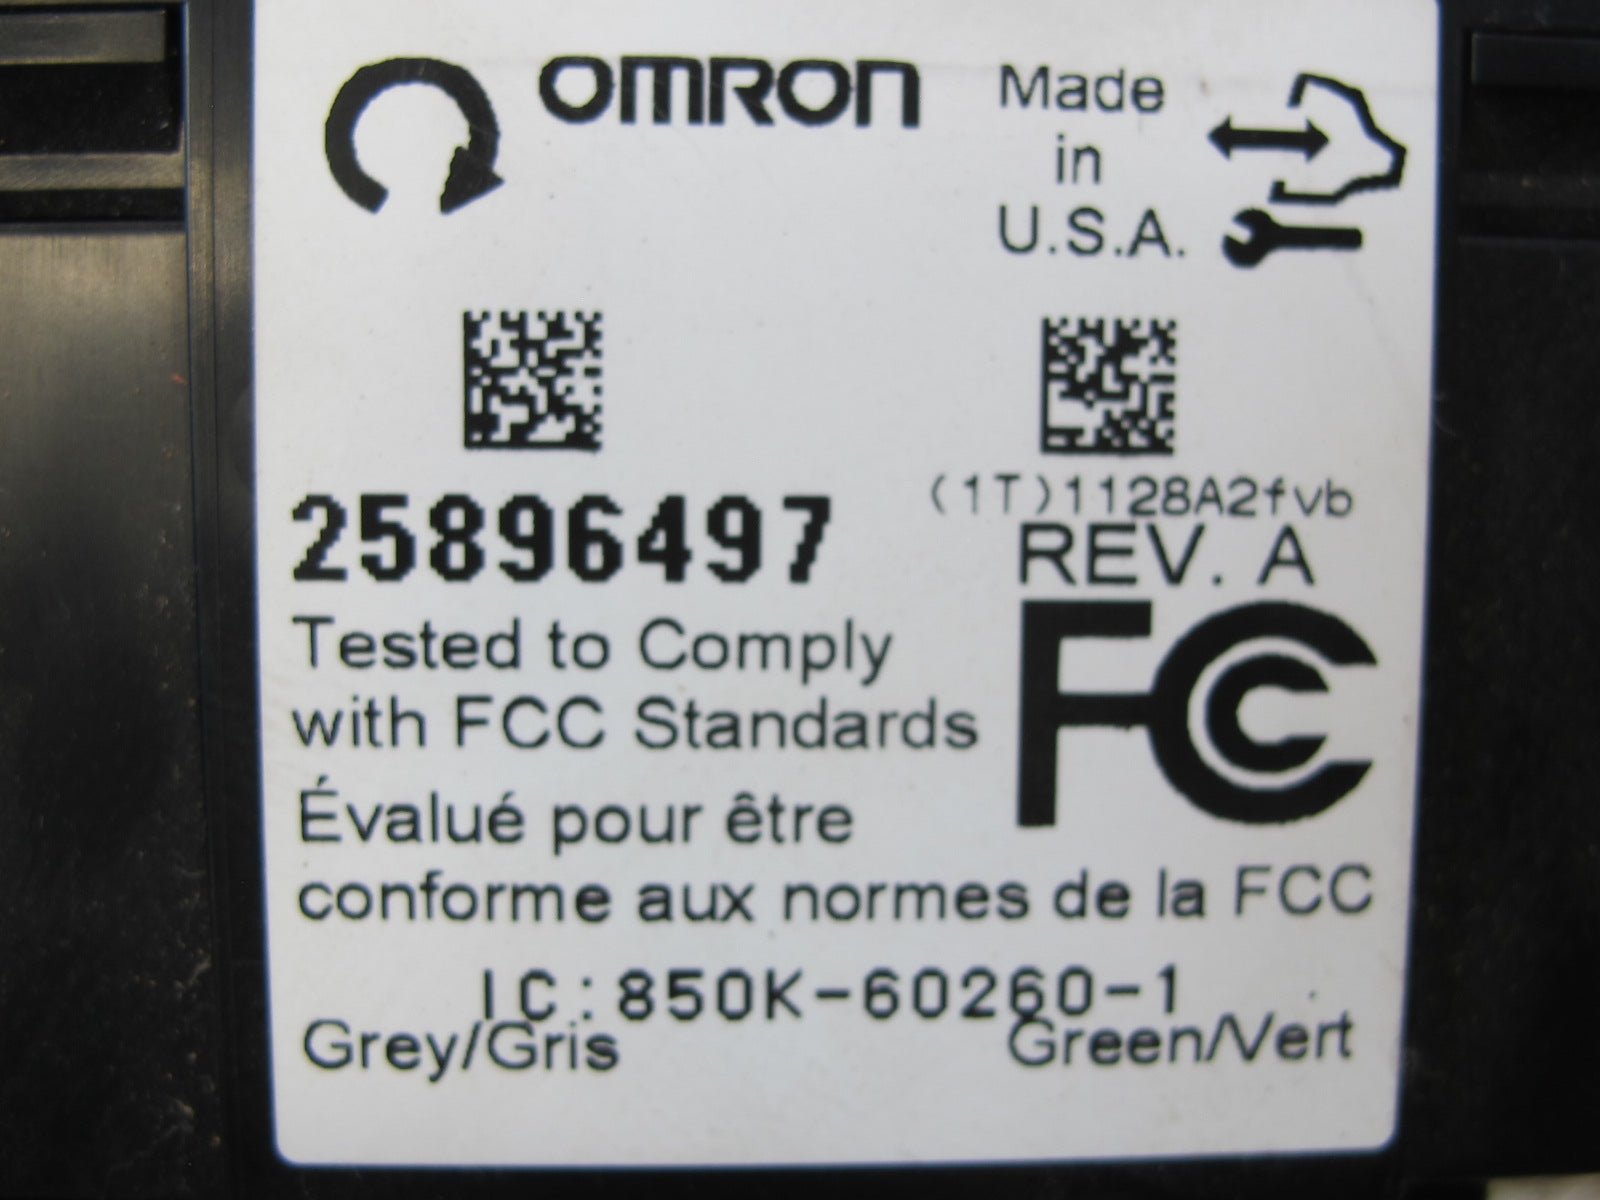 OMRON
Made
in
U.S.A.
25896497
(1T)1128A2fvb
REV. A
Tested to Comply
with FCC Standards
FC
Évalué pour être
conforme aux normes de la FCC
IC:850K-60260-1
Grey/Gris
Green/Vert